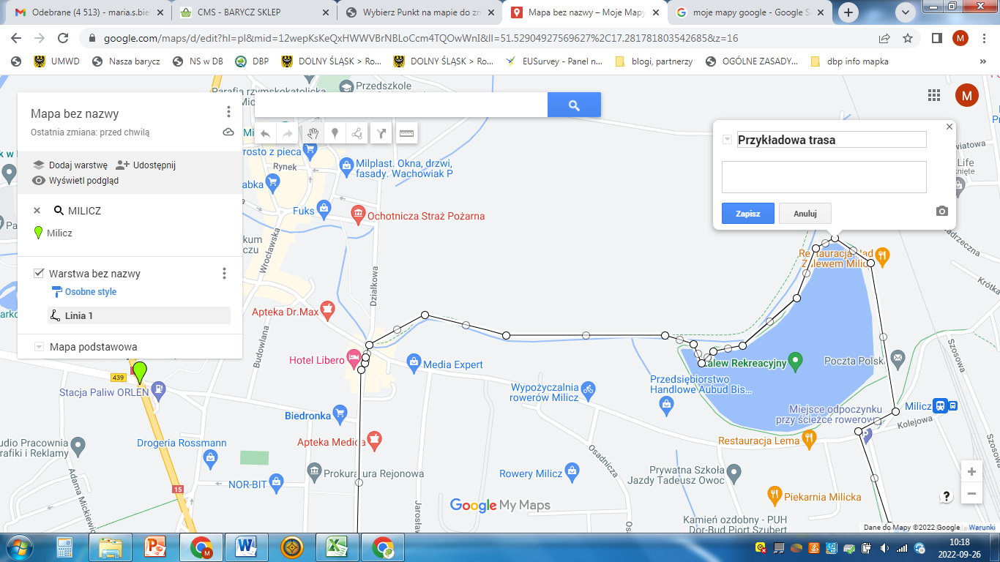 Odebrane (4 513) - maria.s.bie
CMS - BARYCZ SKLEP
Wybierz Punkt na mapie do zn
Mapa bez nazwy – Moje Mapy
moje mapy google - Google S
google.com/maps/d/edit?hl=pl&mid=12wepKsKeQxHWWVBrNBLoCcm4TQOwWnI&ll=51.52904927569627%2C17.281781803542685&z=16
M
UMWD
Nasza barycz
NS w DB
DBP
DOLNY ŚLĄSK > Ro...
DOLNY ŚLĄSK > Ro...
EUSurvey - Panel n...
blogi, partnerzy
OGÓLNE ZASADY...
dbp info mapka
»
Mapa bez nazwy
Ostatnia zmiana: przed chwilą
Dodaj warstwę
Udostępnij
Wyświetl podgląd
MILICZ
Milicz
Warstwa bez nazwy
Osobne style
Linia 1
Mapa podstawowa
M
Przykładowa trasa
Zapisz
Anuluj
Parafia rzymskokatolicka
Przedszkole
rosto z pieca
Rynek
Milplast. Okna, drzwi,
fasady. Wachowiak P
Fuks
Ochotnicza Straż Pożarna
Wrocławska
Działkowa
Life
Restauracja Nad
Zalewem Milic
Krótka
Apteka Dr.Max
Budowlana
Hotel Libero
Media Expert
Zalew Rekreacyjny
Poczta Polsk
Szosowa
439
Stacja Paliw ORLEN
Wypożyczalnia
rowerów Milicz
Przedsiębiorstwo
Handlowe Aubud Bis...
Miejsce odpoczynku
przy ścieżce rowerowe
P
Milicz
Kolejowa
Biedronka
Drogeria Rossmann
Apteka Medica
Restauracja Lema
udio Pracownia
rafiki i Reklamy
Prokuratura Rejonowa
Osadnicza
Rowery Milicz
Prywatna Szkoła
Jazdy Tadeusz Owoc
Szosowa
NOR-BIT
15
Adama Mickiew
Jarosła
Google My Maps
Piekarnia Milicka
Kamień ozdobny - PUH
Dor-Bud Piort Szubert
+
−
?
Dane do Mapy ©2022 Google
Warunki
10:18
2022-09-26